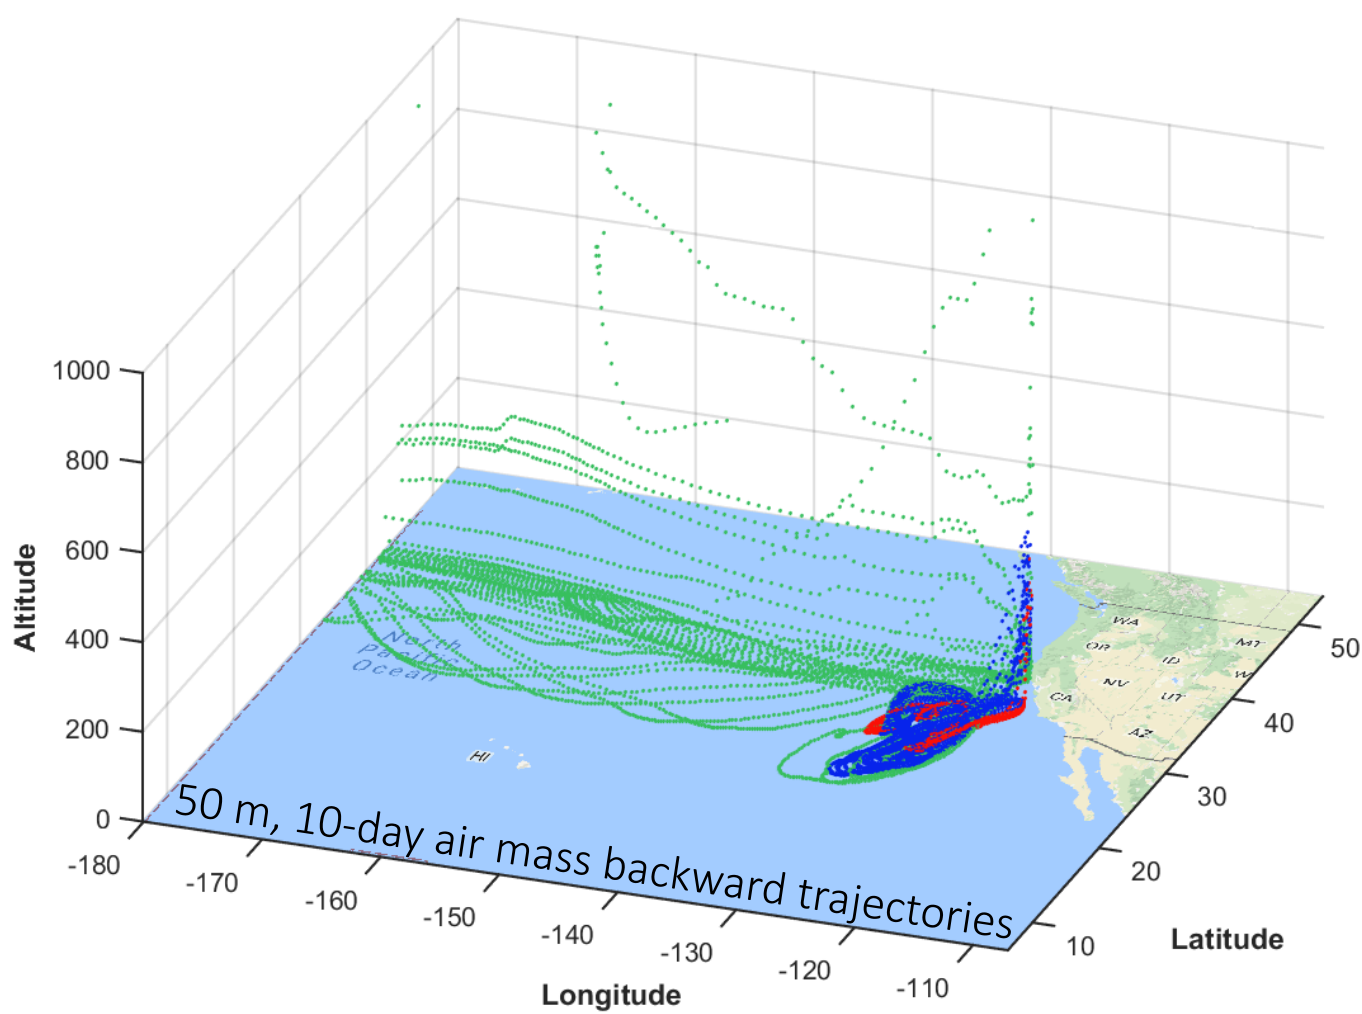 1000
800
600
400
200
0
Altitude
-180
-170
-160
-150
-140
-130
-120
-110
Longitude
10
20
30
40
50
Latitude
North
Pacific
Ocean
HI
WA
OR
ID
MT
W
CA
NV
UT
AZ
50 m, 10-day air mass backward trajectories